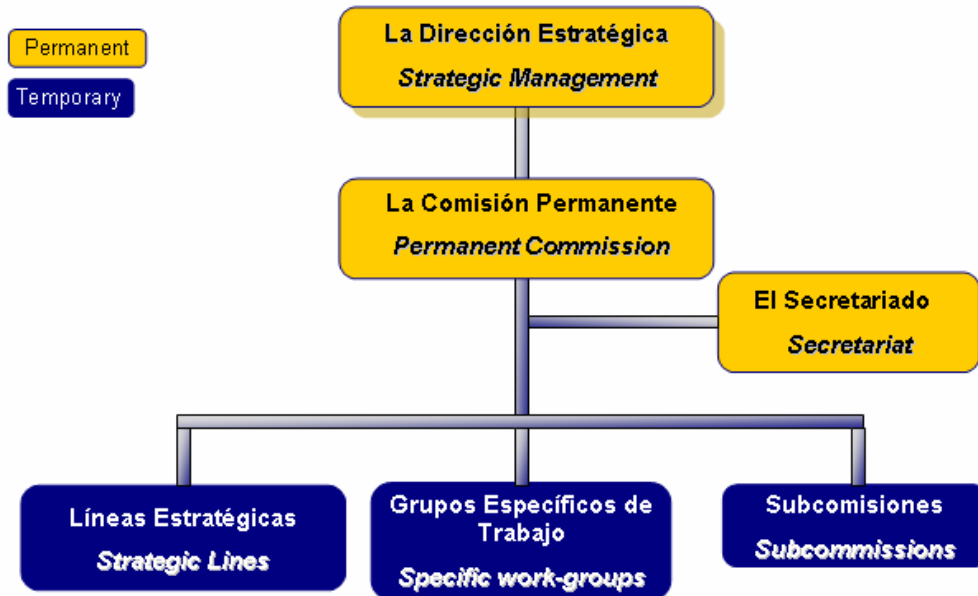 Permanent
Temporary
La Dirección Estratégica
Strategic Management
La Comisión Permanente
Permanent Commission
El Secretariado
Secretariat
Líneas Estratégicas
Strategic Lines
Grupos Específicos de
Trabajo
Specific work-groups
Subcomisiones
Subcommissions